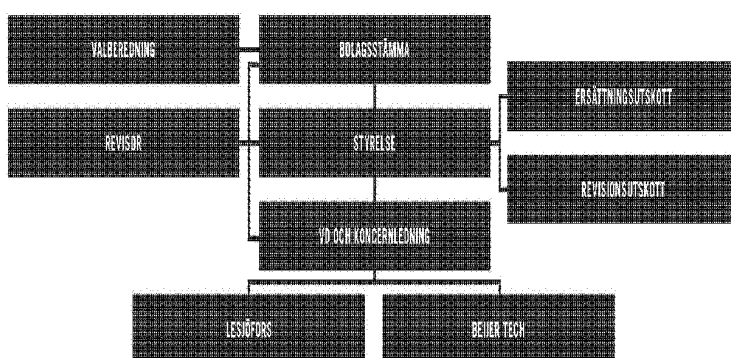 VALBEREDNING
BOLAGSSTÄMMA
ERSÄTTNINGSUTSKOTT
REVISOR
STYRELSE
REVISIONSUTSKOTT
VD OCH KONCERNLEDNING
LESJÖFORS
BEIJER TECH